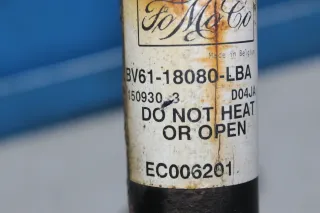 FoMoCo
Made in Belgium
BV61-18080-LBA
150930 3 D04JA
DO NOT HEAT
OR OPEN
EC006201